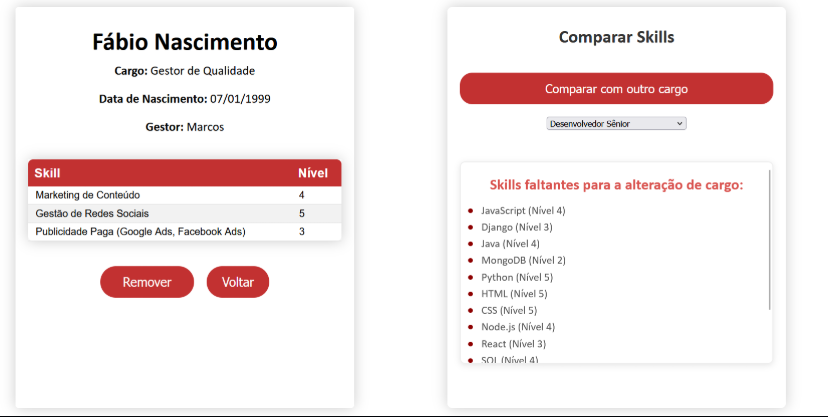 Fábio Nascimento
Cargo: Gestor de Qualidade
Data de Nascimento: 07/01/1999
Gestor: Marcos
Skill Nível
Marketing de Conteúdo 4
Gestão de Redes Sociais 5
Publicidade Paga (Google Ads, Facebook Ads) 3
Remover Voltar
Comparar Skills
Comparar com outro cargo
Desenvolvedor Sênior
Skills faltantes para a alteração de cargo:
JavaScript (Nível 4)
Django (Nível 3)
Java (Nível 4)
MongoDB (Nível 2)
Python (Nível 5)
HTML (Nível 5)
CSS (Nível 5)
Node.js (Nível 4)
React (Nível 3)
SQL (Nível 4)